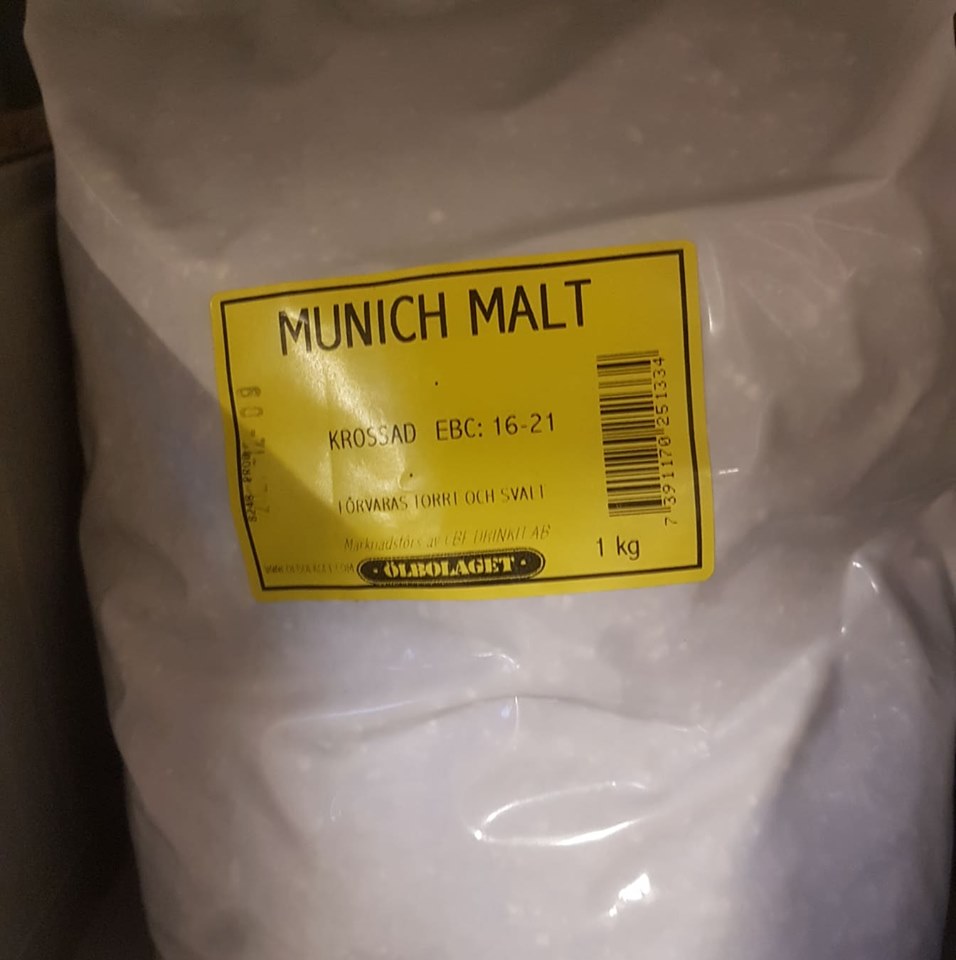 MUNICH MALT
KROSSAD EBC: 16-21
FÖRVARAS TORRT OCH SVALT
Marknadsförs av CBF DRINKIT AB
ÖLBOLAGET
1 kg
7 391170 251334